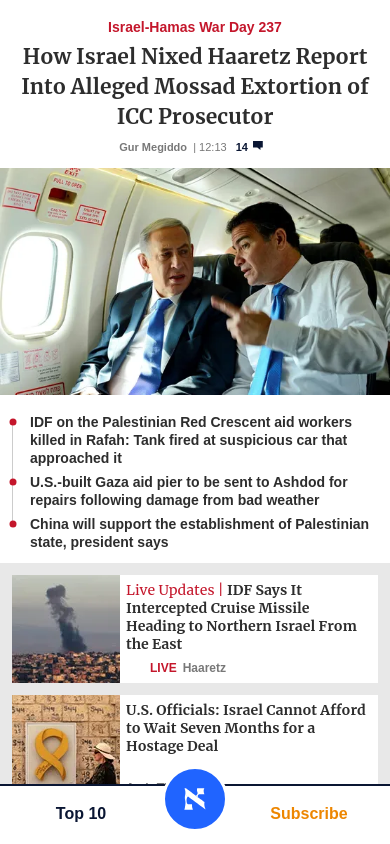 Israel-Hamas War Day 237
How Israel Nixed Haaretz Report
Into Alleged Mossad Extortion of
ICC Prosecutor
Gur Megiddo | 12:13 14
EXIT
PULL TO OPEN
IDF on the Palestinian Red Crescent aid workers
killed in Rafah: Tank fired at suspicious car that
approached it
U.S.-built Gaza aid pier to be sent to Ashdod for
repairs following damage from bad weather
China will support the establishment of Palestinian
state, president says
Live Updates | IDF Says It
Intercepted Cruise Missile
Heading to Northern Israel From
the East
LIVE Haaretz
U.S. Officials: Israel Cannot Afford
to Wait Seven Months for a
Hostage Deal
Top 10
Subscribe